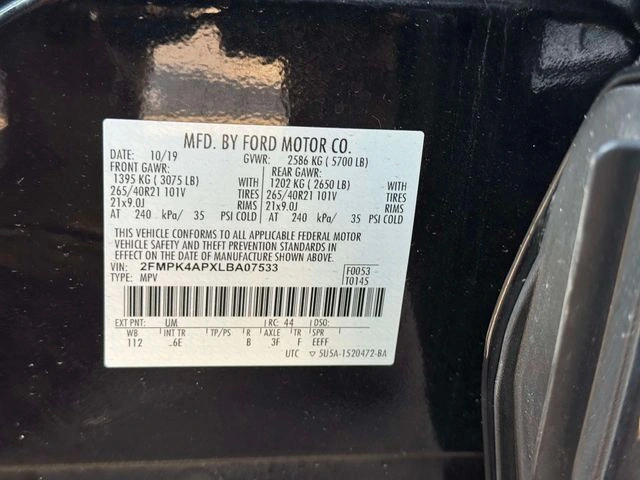 MFD. BY FORD MOTOR CO.
DATE: 10/19 GVWR: 2586 KG ( 5700 LB)
FRONT GAWR: REAR GAWR:
1395 KG ( 3075 LB) 1202 KG ( 2650 LB)
265/40R21 101V TIRES 265/40R21 101V TIRES
21x9.0J RIMS 21x9.0J RIMS
AT 240 kPa/ 35 PSI COLD AT 240 kPa/ 35 PSI COLD
THIS VEHICLE CONFORMS TO ALL APPLICABLE FEDERAL MOTOR
VEHICLE SAFETY AND THEFT PREVENTION STANDARDS IN
EFFECT ON THE DATE OF MANUFACTURE SHOWN ABOVE.
VIN: 2FMPK4APXLBA07533 F0053
TYPE: MPV T0145
EXT PNT: UM RC: 44 DSO:
WB INT TR TP/PS R AXLE TR SPR
112 .6E B 3F F EEFF
UTC ▽ 5U5A-1520472-BA